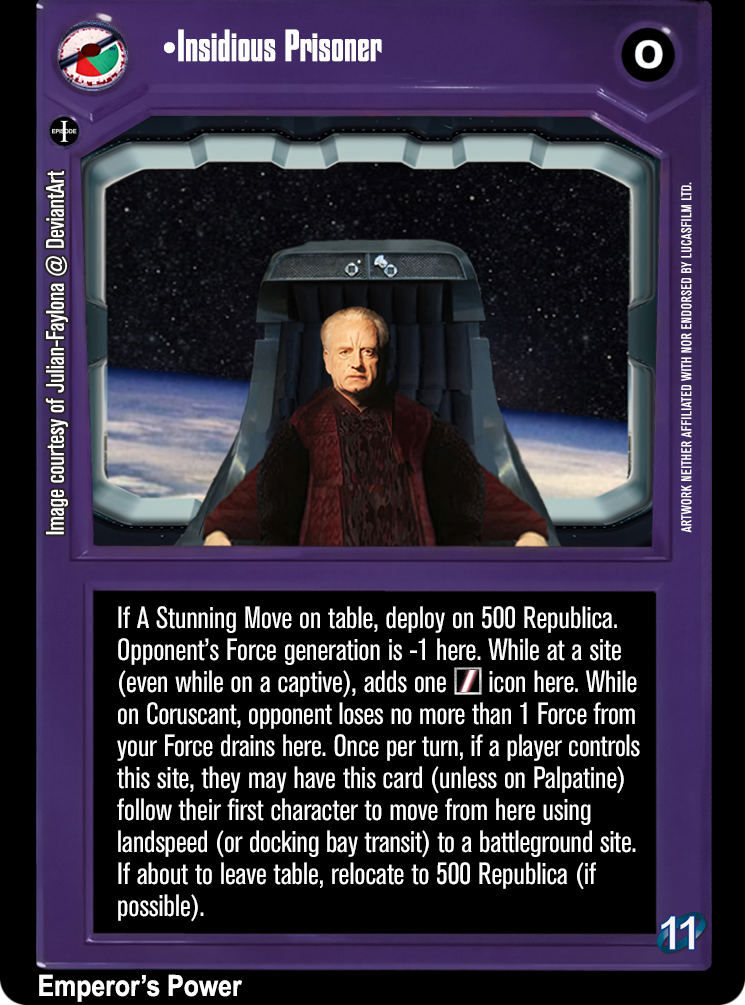 •Insidious Prisoner
O
EPISODE
I
Image courtesy of Julian-Faylona @ DeviantArt
ARTWORK NEITHER AFFILIATED WITH NOR ENDORSED BY LUCASFILM LTD.
If A Stunning Move on table, deploy on 500 Republica.
Opponent's Force generation is -1 here. While at a site
(even while on a captive), adds one icon here. While
on Coruscant, opponent loses no more than 1 Force from
your Force drains here. Once per turn, if a player controls
this site, they may have this card (unless on Palpatine)
follow their first character to move from here using
landspeed (or docking bay transit) to a battleground site.
If about to leave table, relocate to 500 Republica (if
possible).
11
Emperor's Power